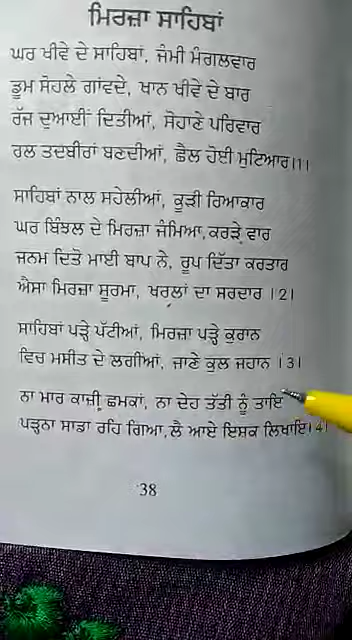 ਮਿਰਜ਼ਾ ਸਾਹਿਬਾਂ
ਘਰ ਖੀਵੇ ਦੇ ਸਾਹਿਬਾਂ, ਜੰਮੀ ਮੰਗਲਵਾਰ
ਡੂਮ ਸੋਹਲੇ ਗਾਂਵਦੇ, ਖਾਨ ਖੀਵੇ ਦੇ ਬਾਰ
ਰੱਜ ਦੁਆਈਂ ਦਿਤੀਆਂ, ਸੋਹਾਣੇ ਪਰਿਵਾਰ
ਰਲ ਤਦਬੀਰਾਂ ਬਣਦੀਆਂ, ਛੈਲ ਹੋਈ ਮੁਟਿਆਰ।1।
ਸਾਹਿਬਾਂ ਨਾਲ ਸਹੇਲੀਆਂ, ਕੂੜੀ ਰਿਆਕਾਰ
ਘਰ ਬਿੰਝਲ ਦੇ ਮਿਰਜ਼ਾ ਜੰਮਿਆ, ਕਰੜੇ ਵਾਰ
ਜਨਮ ਦਿਤੋ ਮਾਈ ਬਾਪ ਨੇ, ਰੂਪ ਦਿੱਤਾ ਕਰਤਾਰ
ਐਸਾ ਮਿਰਜ਼ਾ ਸੂਰਮਾ, ਖਰਲਾਂ ਦਾ ਸਰਦਾਰ ।2।
ਸਾਹਿਬਾਂ ਪੜ੍ਹੇ ਪੱਟੀਆਂ, ਮਿਰਜ਼ਾ ਪੜ੍ਹੇ ਕੁਰਾਨ
ਵਿਚ ਮਸੀਤ ਦੇ ਲਗੀਆਂ, ਜਾਣੇ ਕੁਲ ਜਹਾਨ ।3।
ਨਾ ਮਾਰ ਕਾਜ਼ੀ ਛਮਕਾਂ, ਨਾ ਦੇਹ ਤੱਤੀ ਨੂੰ ਤਾਇ
ਪੜ੍ਹਨਾ ਸਾਡਾ ਰਹਿ ਗਿਆ, ਲੈ ਆਏ ਇਸ਼ਕ ਲਿਖਾਇ।4।
38